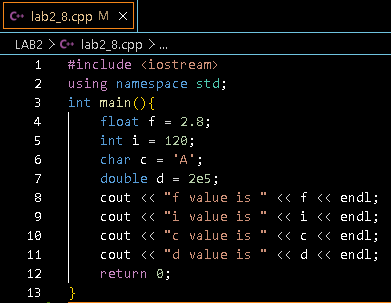 lab2_8.cpp M ×
LAB2 > lab2_8.cpp > ...
1 #include <iostream>
2 using namespace std;
3 int main(){
4 float f = 2.8;
5 int i = 120;
6 char c = 'A';
7 double d = 2e5;
8 cout << "f value is " << f << endl;
9 cout << "i value is " << i << endl;
10 cout << "c value is " << c << endl;
11 cout << "d value is " << d << endl;
12 return 0;
13 }